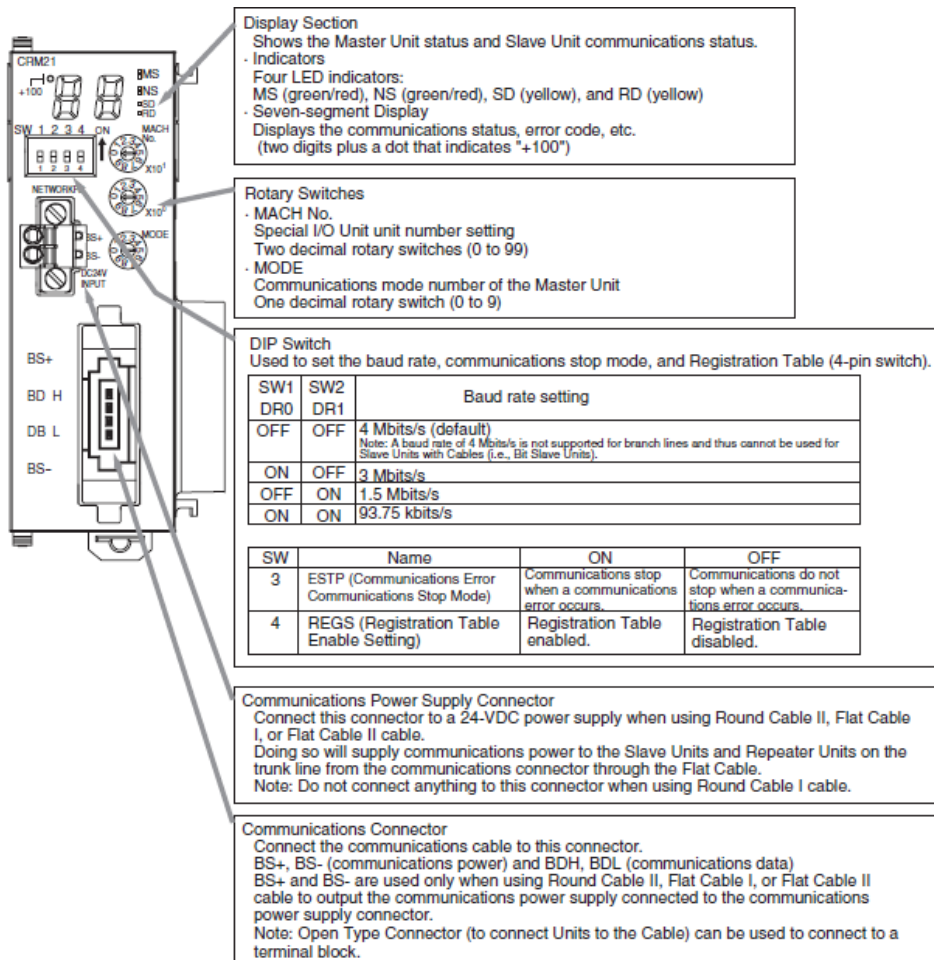 Display Section
Shows the Master Unit status and Slave Unit communications status.
· Indicators
Four LED indicators:
MS (green/red), NS (green/red), SD (yellow), and RD (yellow)
· Seven-segment Display
Displays the communications status, error code, etc.
(two digits plus a dot that indicates "+100")
CRM21
+100
MS
NS
SD
RD
SW 1 2 3 4 ON
1 2 3 4
MACH
No.
X10¹
X10⁰
NETWORK
MODE
BS+
BS-
DC24V
INPUT
BS+
BD H
DB L
BS-
Rotary Switches
· MACH No.
Special I/O Unit unit number setting
Two decimal rotary switches (0 to 99)
· MODE
Communications mode number of the Master Unit
One decimal rotary switch (0 to 9)
DIP Switch
Used to set the baud rate, communications stop mode, and Registration Table (4-pin switch).
SW1 SW2 Baud rate setting
DR0 DR1
OFF OFF 4 Mbits/s (default)
Note: A baud rate of 4 Mbits/s is not supported for branch lines and thus cannot be used for
Slave Units with Cables (i.e., Bit Slave Units).
ON OFF 3 Mbits/s
OFF ON 1.5 Mbits/s
ON ON 93.75 kbits/s
SW Name ON OFF
3 ESTP (Communications Error Communications Stop Mode) Communications stop when a communications error occurs. Communications do not stop when a communica-tions error occurs.
4 REGS (Registration Table Enable Setting) Registration Table enabled. Registration Table disabled.
Communications Power Supply Connector
Connect this connector to a 24-VDC power supply when using Round Cable II, Flat Cable
I, or Flat Cable II cable.
Doing so will supply communications power to the Slave Units and Repeater Units on the
trunk line from the communications connector through the Flat Cable.
Note: Do not connect anything to this connector when using Round Cable I cable.
Communications Connector
Connect the communications cable to this connector.
BS+, BS- (communications power) and BDH, BDL (communications data)
BS+ and BS- are used only when using Round Cable II, Flat Cable I, or Flat Cable II
cable to output the communications power supply connected to the communications
power supply connector.
Note: Open Type Connector (to connect Units to the Cable) can be used to connect to a
terminal block.